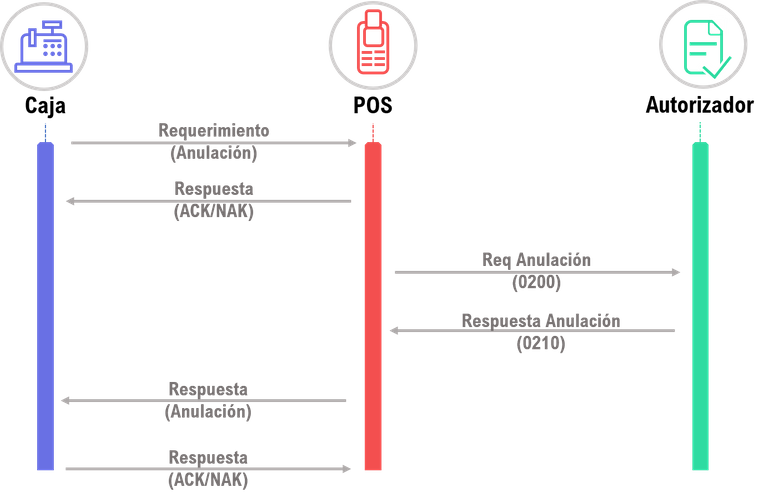 Caja
POS
Autorizador
Requerimiento
(Anulación)
Respuesta
(ACK/NAK)
Req Anulación
(0200)
Respuesta Anulación
(0210)
Respuesta
(Anulación)
Respuesta
(ACK/NAK)